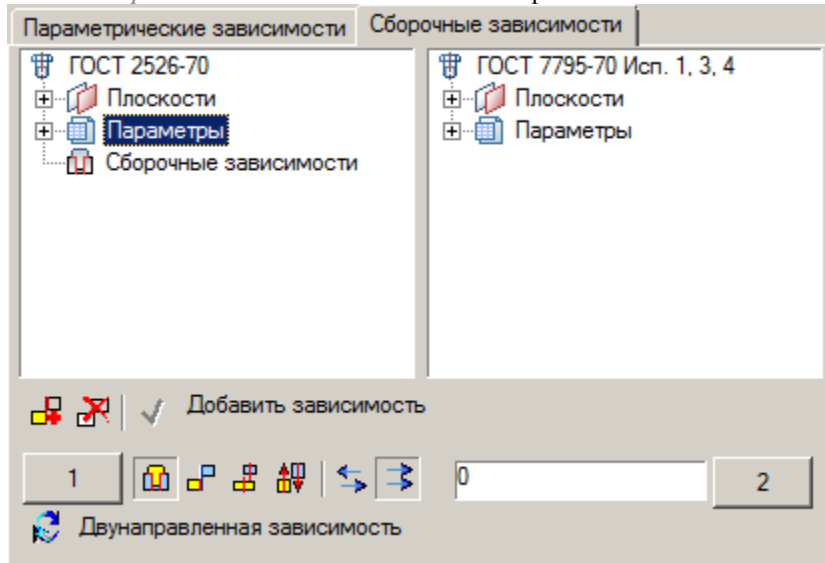 Параметрические зависимости Сборочные зависимости
ГОСТ 2526-70
Плоскости
Параметры
Сборочные зависимости
ГОСТ 7795-70 Исп. 1, 3, 4
Плоскости
Параметры
Добавить зависимость
1 0 2
Двунаправленная зависимость